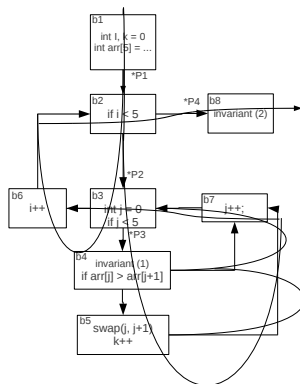 b1
int I, k = 0
int arr[5] = ...
*P1
b2
if i < 5
*P4
b8
invariant (2)
*P2
b6
i++
b3
int j = 0
if j < 5
b7
j++;
*P3
b4
invariant (1)
if arr[j] > arr[j+1]
b5
swap(j, j+1)
k++